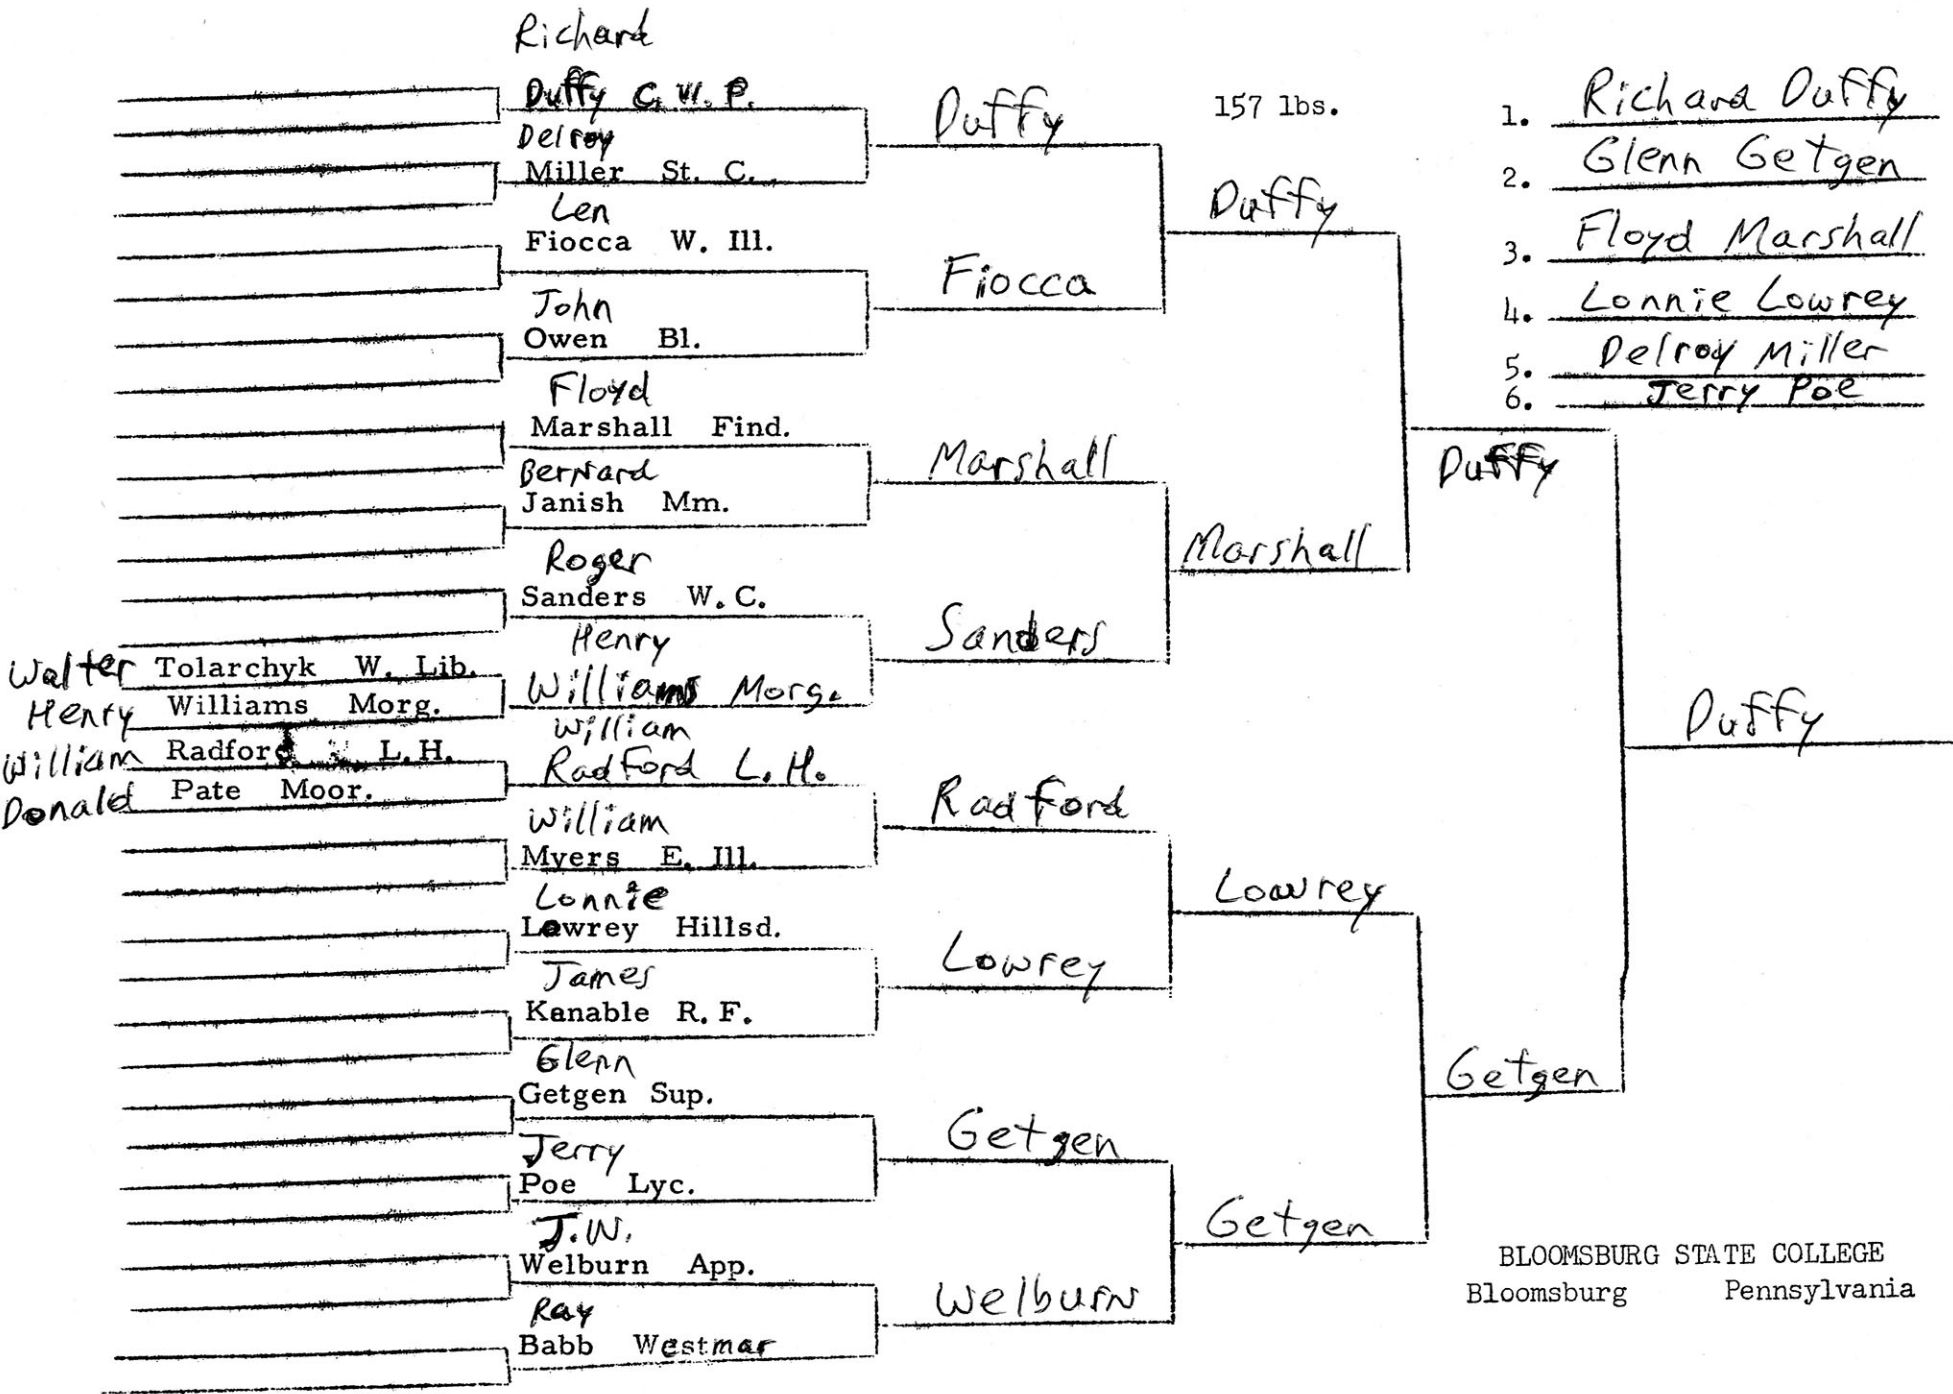 Richard
Duffy C. W. P.
Delroy
Miller St. C.
Len
Fiocca W. Ill.
John
Owen Bl.
Floyd
Marshall Find.
Bernard
Janish Mm.
Roger
Sanders W. C.
Henry
Walter Tolarchyk W. Lib.
Henry Williams Morg.
Williams Morg.
William
William Radford L. H.
Donald Pate Moor.
Radford L. H.
William
Myers E. Ill.
Lonnie
Lowrey Hillsd.
James
Kanable R. F.
Glenn
Getgen Sup.
Jerry
Poe Lyc.
J.W.
Welburn App.
Ray
Babb Westmar
Duffy
Fiocca
Marshall
Sanders
Radford
Lowrey
Getgen
Welburn
Duffy
Marshall
Lowrey
Getgen
Duffy
Getgen
Duffy
157 lbs.
1. Richard Duffy
2. Glenn Getgen
3. Floyd Marshall
4. Lonnie Lowrey
5. Delroy Miller
6. Jerry Poe
BLOOMSBURG STATE COLLEGE
Bloomsburg Pennsylvania